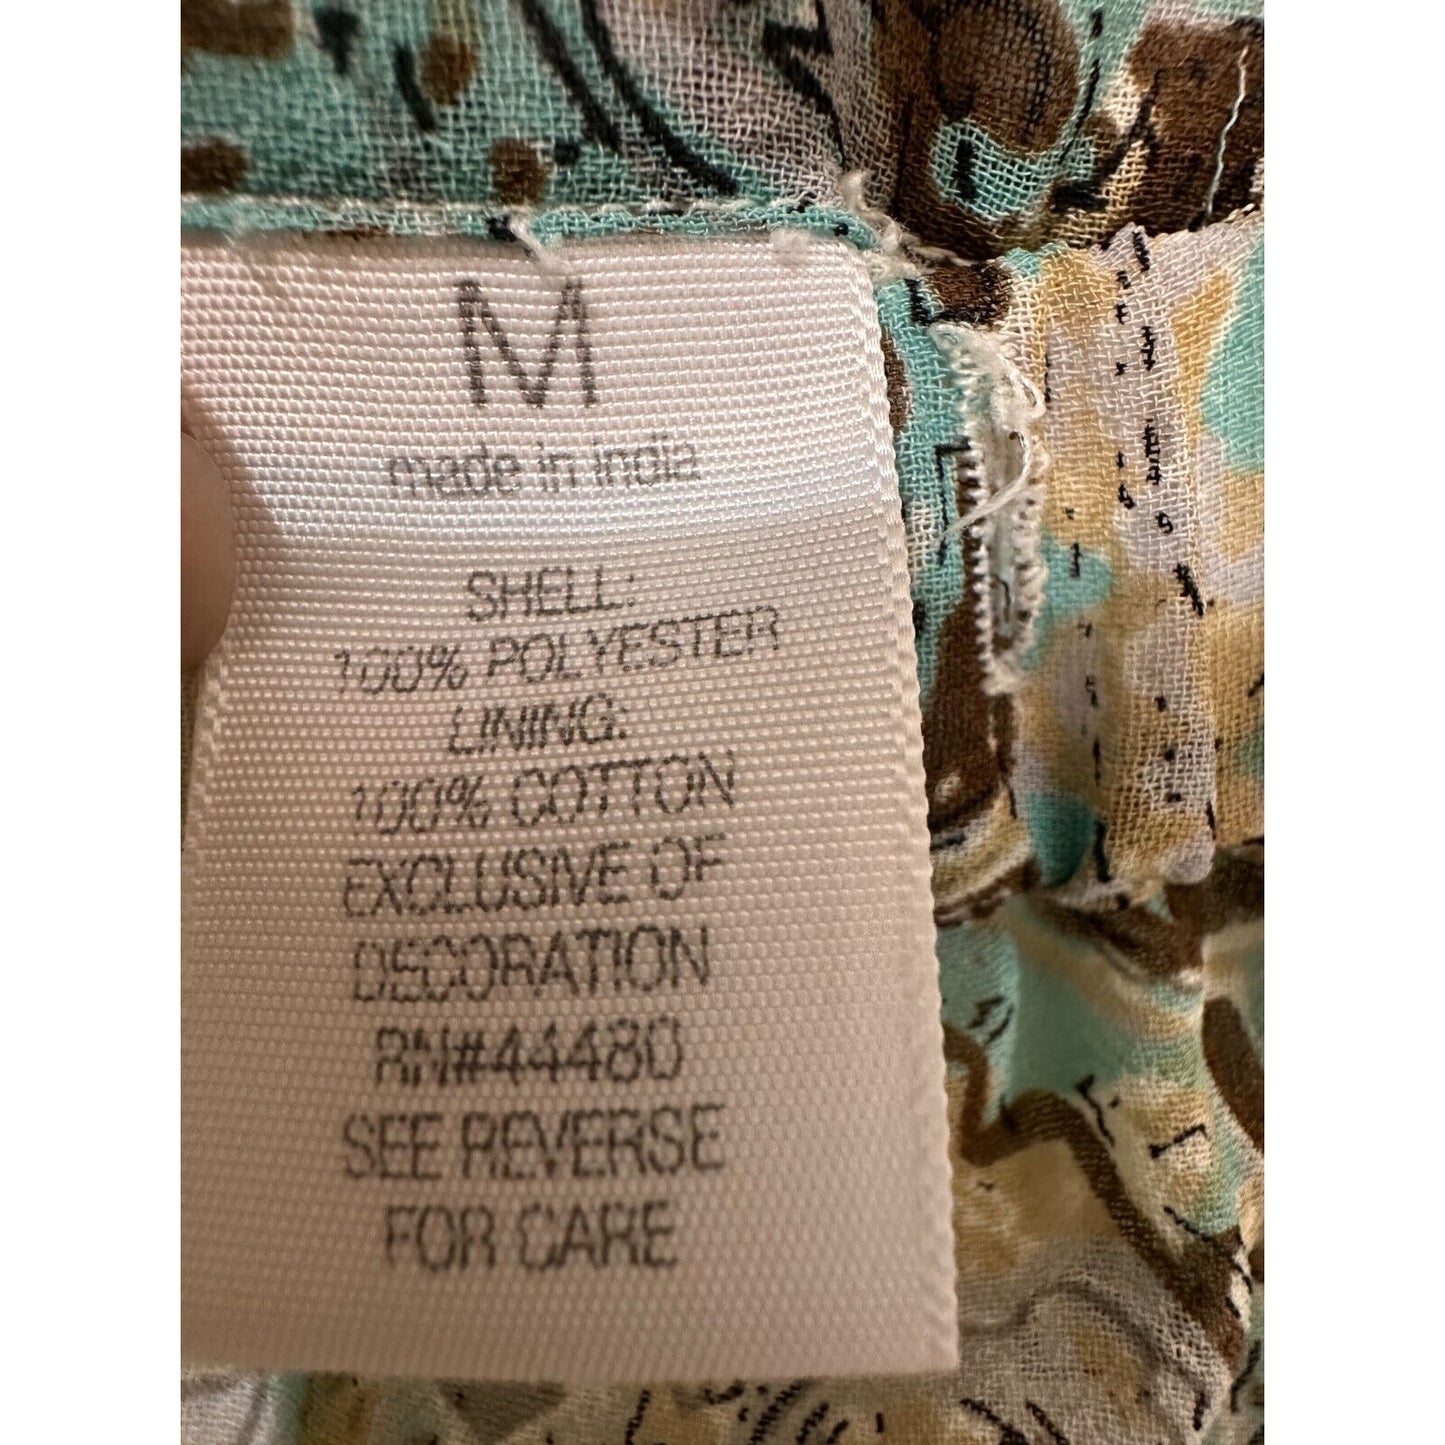 M
made in india
SHELL:
100% POLYESTER
LINING:
100% COTTON
EXCLUSIVE OF
DECORATION
RN#44480
SEE REVERSE
FOR CARE